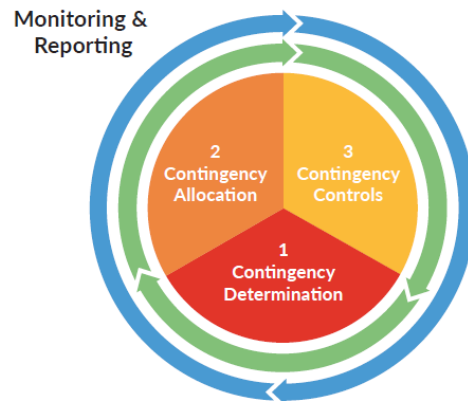 Monitoring &
Reporting
2
Contingency
Allocation
3
Contingency
Controls
1
Contingency
Determination